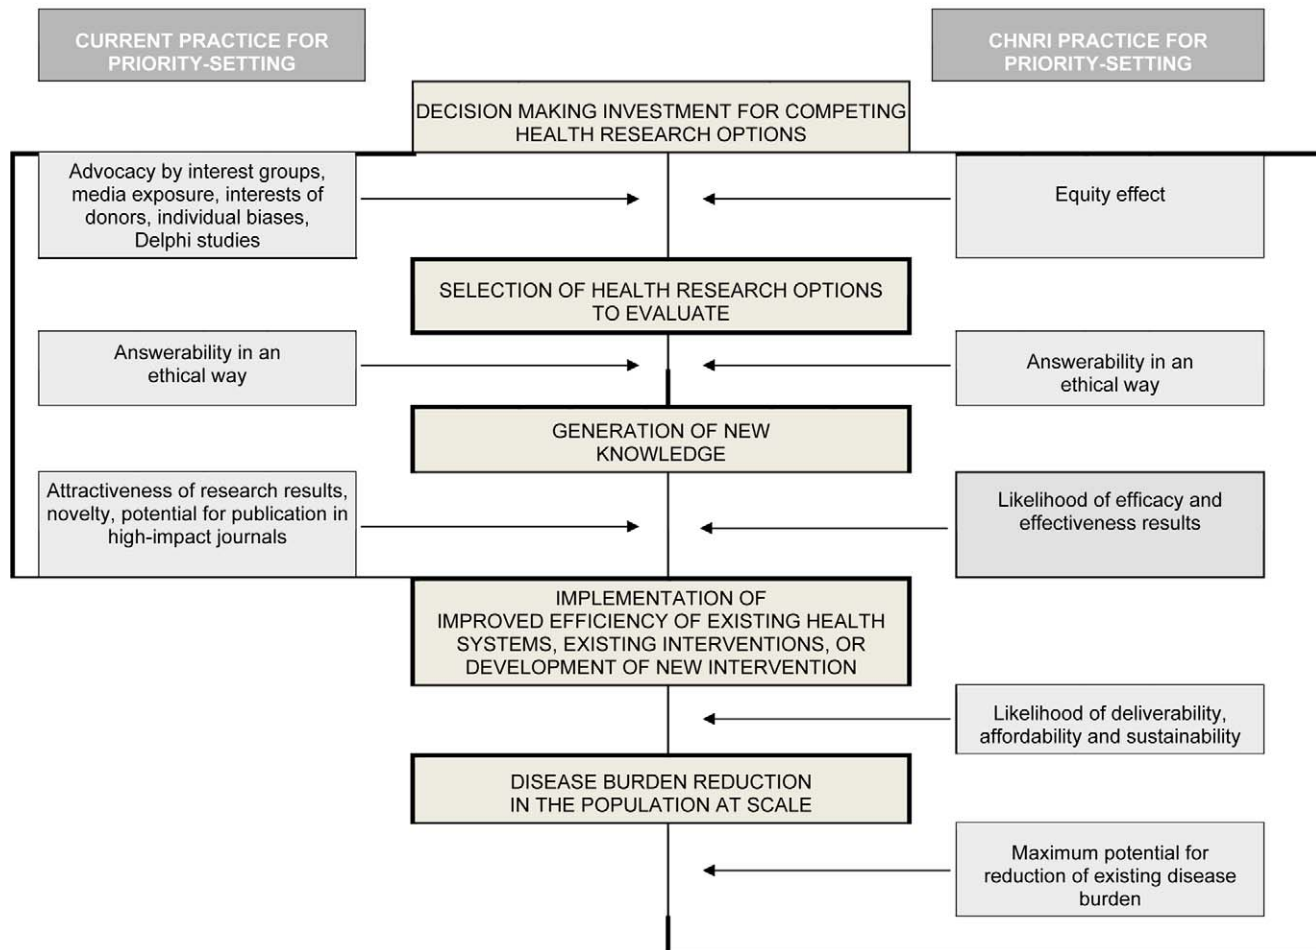 CURRENT PRACTICE FOR
PRIORITY-SETTING
CHNRI PRACTICE FOR
PRIORITY-SETTING
DECISION MAKING INVESTMENT FOR COMPETING
HEALTH RESEARCH OPTIONS
Advocacy by interest groups,
media exposure, interests of
donors, individual biases,
Delphi studies
Equity effect
SELECTION OF HEALTH RESEARCH OPTIONS
TO EVALUATE
Answerability in an
ethical way
Answerability in an
ethical way
GENERATION OF NEW
KNOWLEDGE
Attractiveness of research results,
novelty, potential for publication in
high-impact journals
Likelihood of efficacy and
effectiveness results
IMPLEMENTATION OF
IMPROVED EFFICIENCY OF EXISTING HEALTH
SYSTEMS, EXISTING INTERVENTIONS, OR
DEVELOPMENT OF NEW INTERVENTION
Likelihood of deliverability,
affordability and sustainability
DISEASE BURDEN REDUCTION
IN THE POPULATION AT SCALE
Maximum potential for
reduction of existing disease
burden